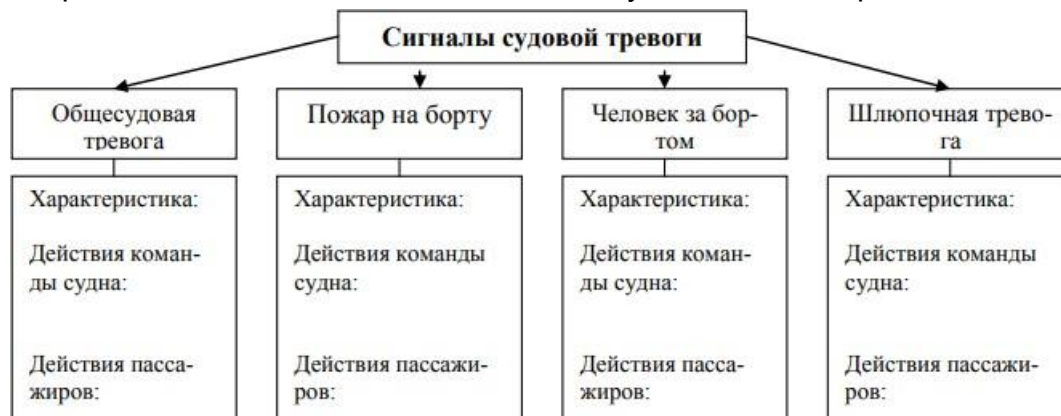 Сигналы судовой тревоги
Общесудовая
тревога
Пожар на борту
Человек за бор-
том
Шлюпочная трево-
га
Характеристика:
Действия коман-
ды судна:
Действия пасса-
жиров:
Характеристика:
Действия команды
судна:
Действия пассажи-
ров:
Характеристика:
Действия коман-
ды судна:
Действия пасса-
жиров:
Характеристика:
Действия команды
судна:
Действия пассажи-
ров: